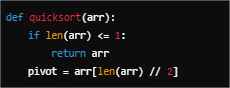 def quicksort(arr):
    if len(arr) <= 1:
        return arr
    pivot = arr[len(arr) // 2]